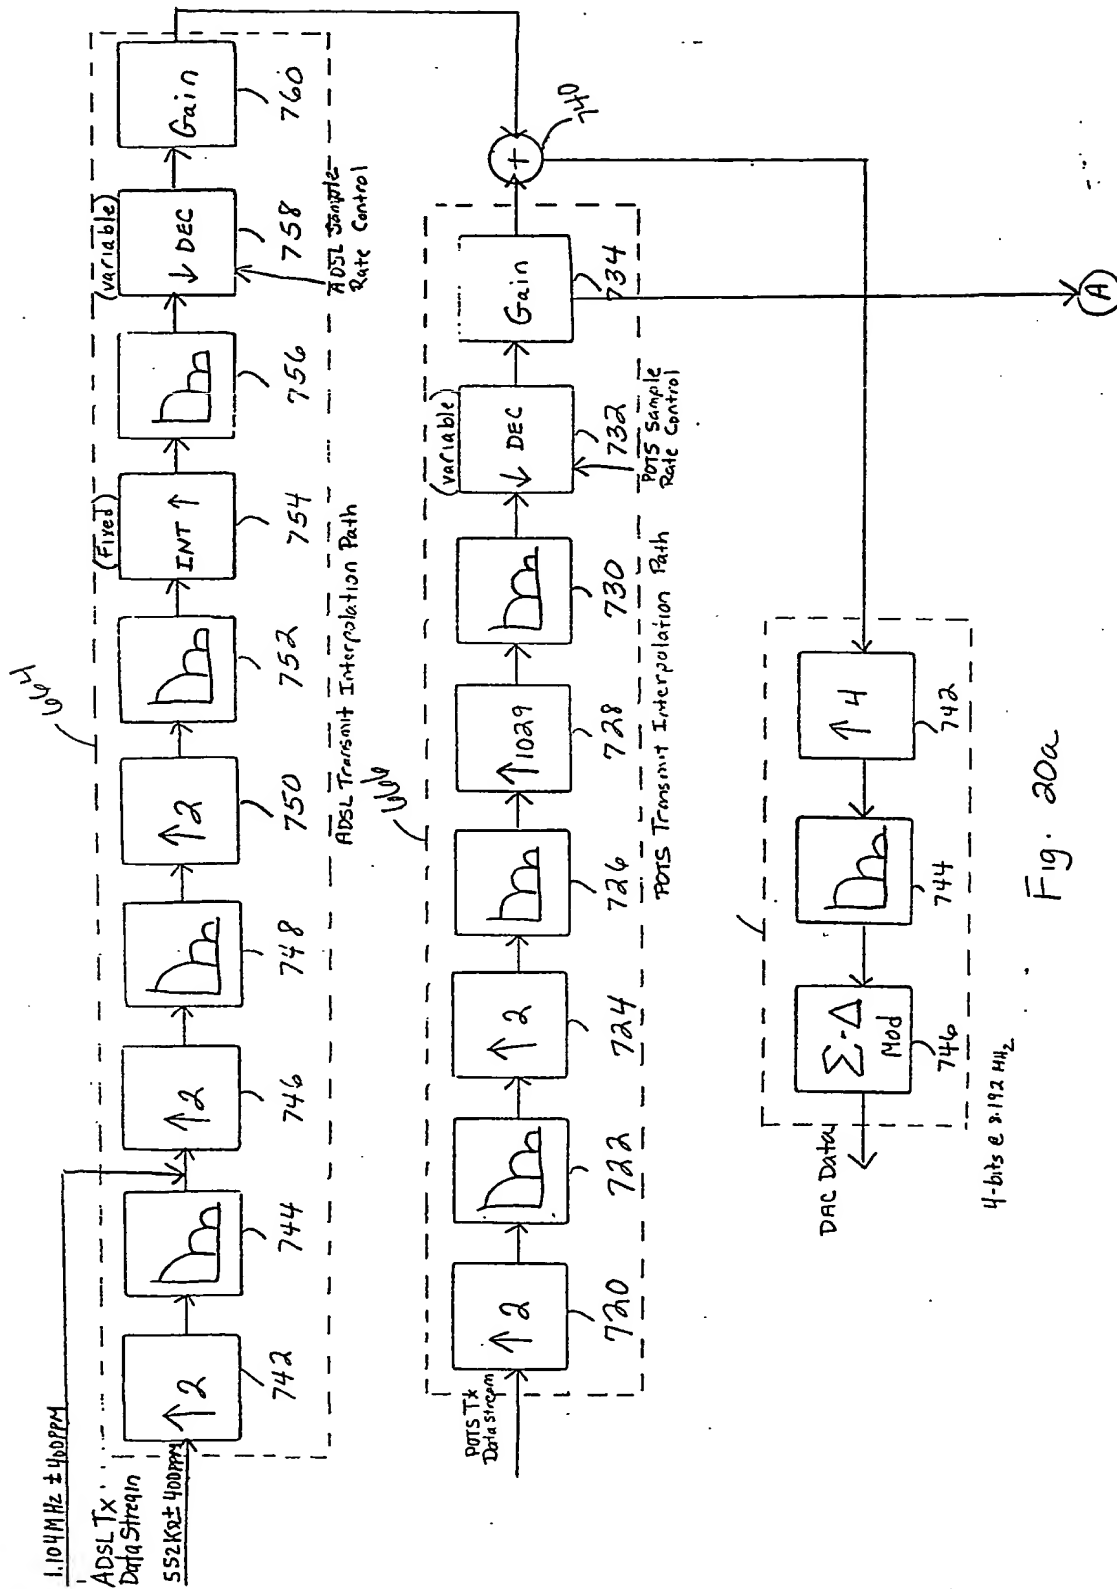 664
1.104MHz ± 400PPM
ADSL Tx
Data Stream
552KΩ ± 400PPM
↑2
742
744
↑2
746
748
↑2
750
752
(Fixed)
INT ↑
754
756
(variable)
↓ DEC
758
ADSL Sample
Rate Control
Gain
760
ADSL Transmit Interpolation Path
666
POTS Tx
Data stream
↑2
720
722
↑2
724
726
↑1029
728
730
(variable)
↓ DEC
732
POTS Sample
Rate Control
Gain
734
+
740
POTS Transmit Interpolation Path
A
DAC Data
Σ-Δ
Mod
746
744
↑4
742
4-bits @ 8.192 MHz
Fig. 20a